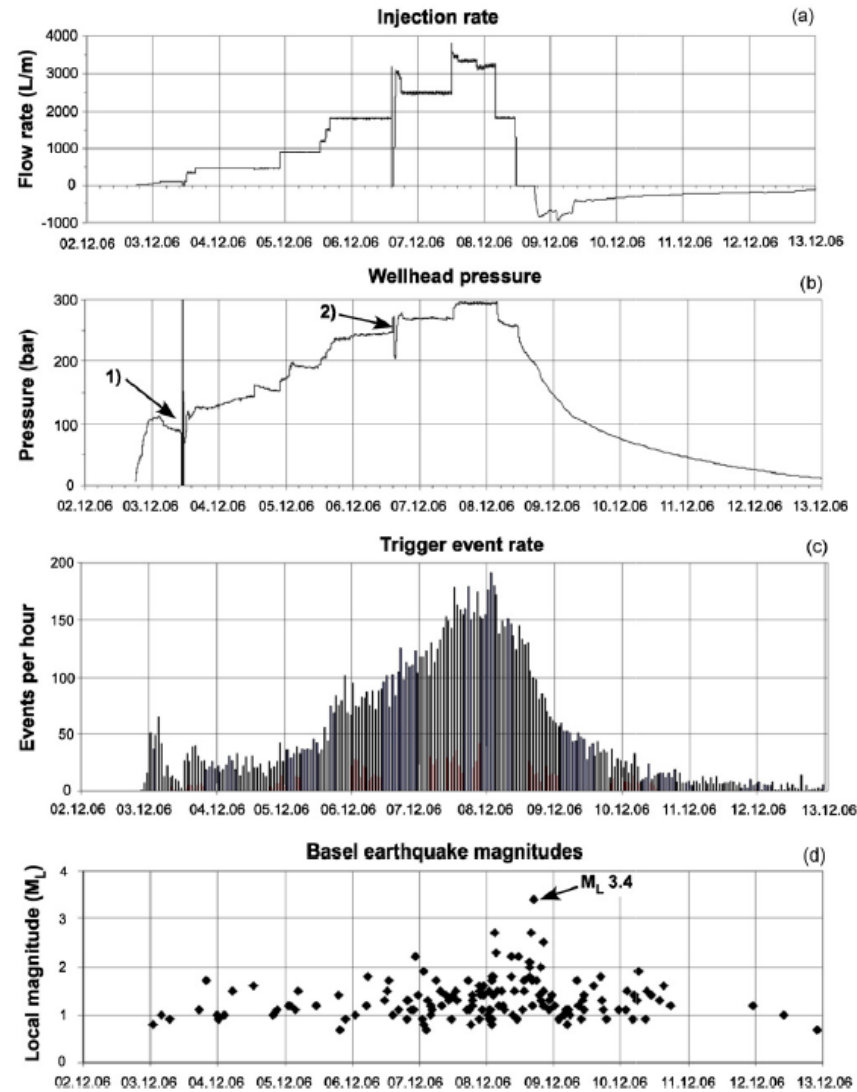 Injection rate
(a)
Flow rate (L/m)
4000
3000
2000
1000
0
-1000
02.12.06 03.12.06 04.12.06 05.12.06 06.12.06 07.12.06 08.12.06 09.12.06 10.12.06 11.12.06 12.12.06 13.12.06
Wellhead pressure
(b)
Pressure (bar)
300
200
100
0
1)
2)
02.12.06 03.12.06 04.12.06 05.12.06 06.12.06 07.12.06 08.12.06 09.12.06 10.12.06 11.12.06 12.12.06 13.12.06
Trigger event rate
(c)
Events per hour
200
150
100
50
0
02.12.06 03.12.06 04.12.06 05.12.06 06.12.06 07.12.06 08.12.06 09.12.06 10.12.06 11.12.06 12.12.06 13.12.06
Basel earthquake magnitudes
(d)
Local magnitude (ML)
4
3
2
1
0
ML 3.4
02.12.06 03.12.06 04.12.06 05.12.06 06.12.06 07.12.06 08.12.06 09.12.06 10.12.06 11.12.06 12.12.06 13.12.06